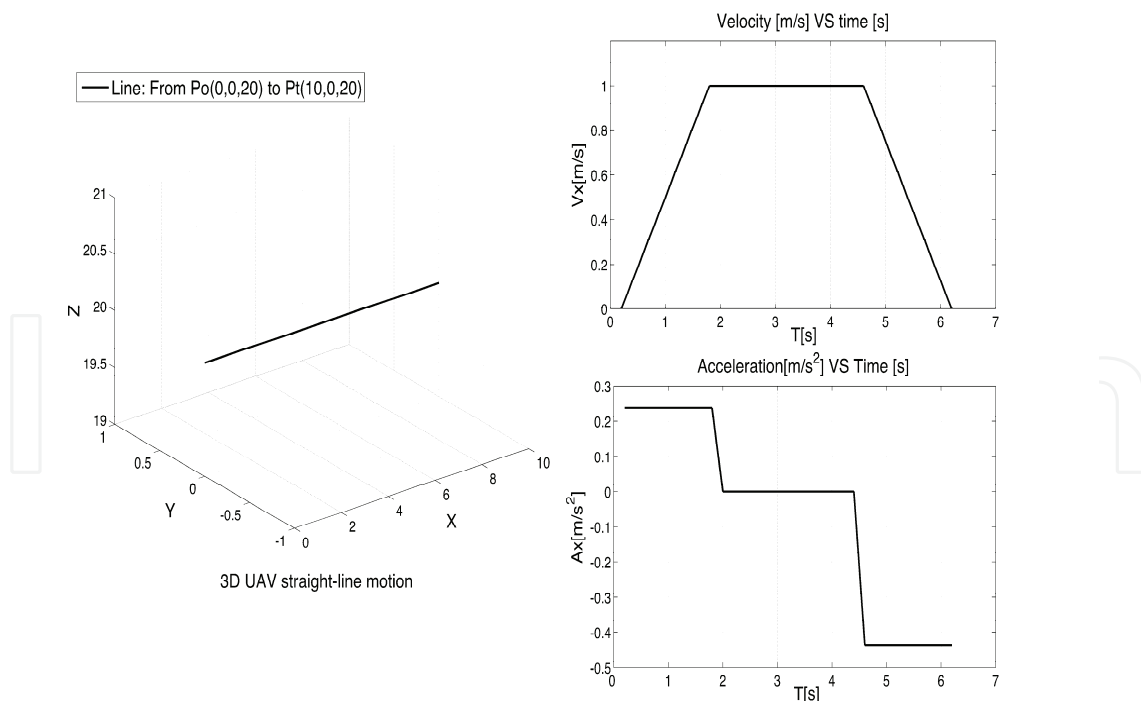 Line: From Po(0,0,20) to Pt(10,0,20)
21
20.5
20
19.5
19
Z
1
0.5
0
-0.5
-1
Y
0
2
4
6
8
10
X
3D UAV straight-line motion
Velocity [m/s] VS time [s]
1
0.8
0.6
0.4
0.2
0
Vx[m/s]
0 1 2 3 4 5 6 7
T[s]
Acceleration[m/s²] VS Time [s]
0.3
0.2
0.1
0
-0.1
-0.2
-0.3
-0.4
-0.5
Ax[m/s²]
0 1 2 3 4 5 6 7
T[s]